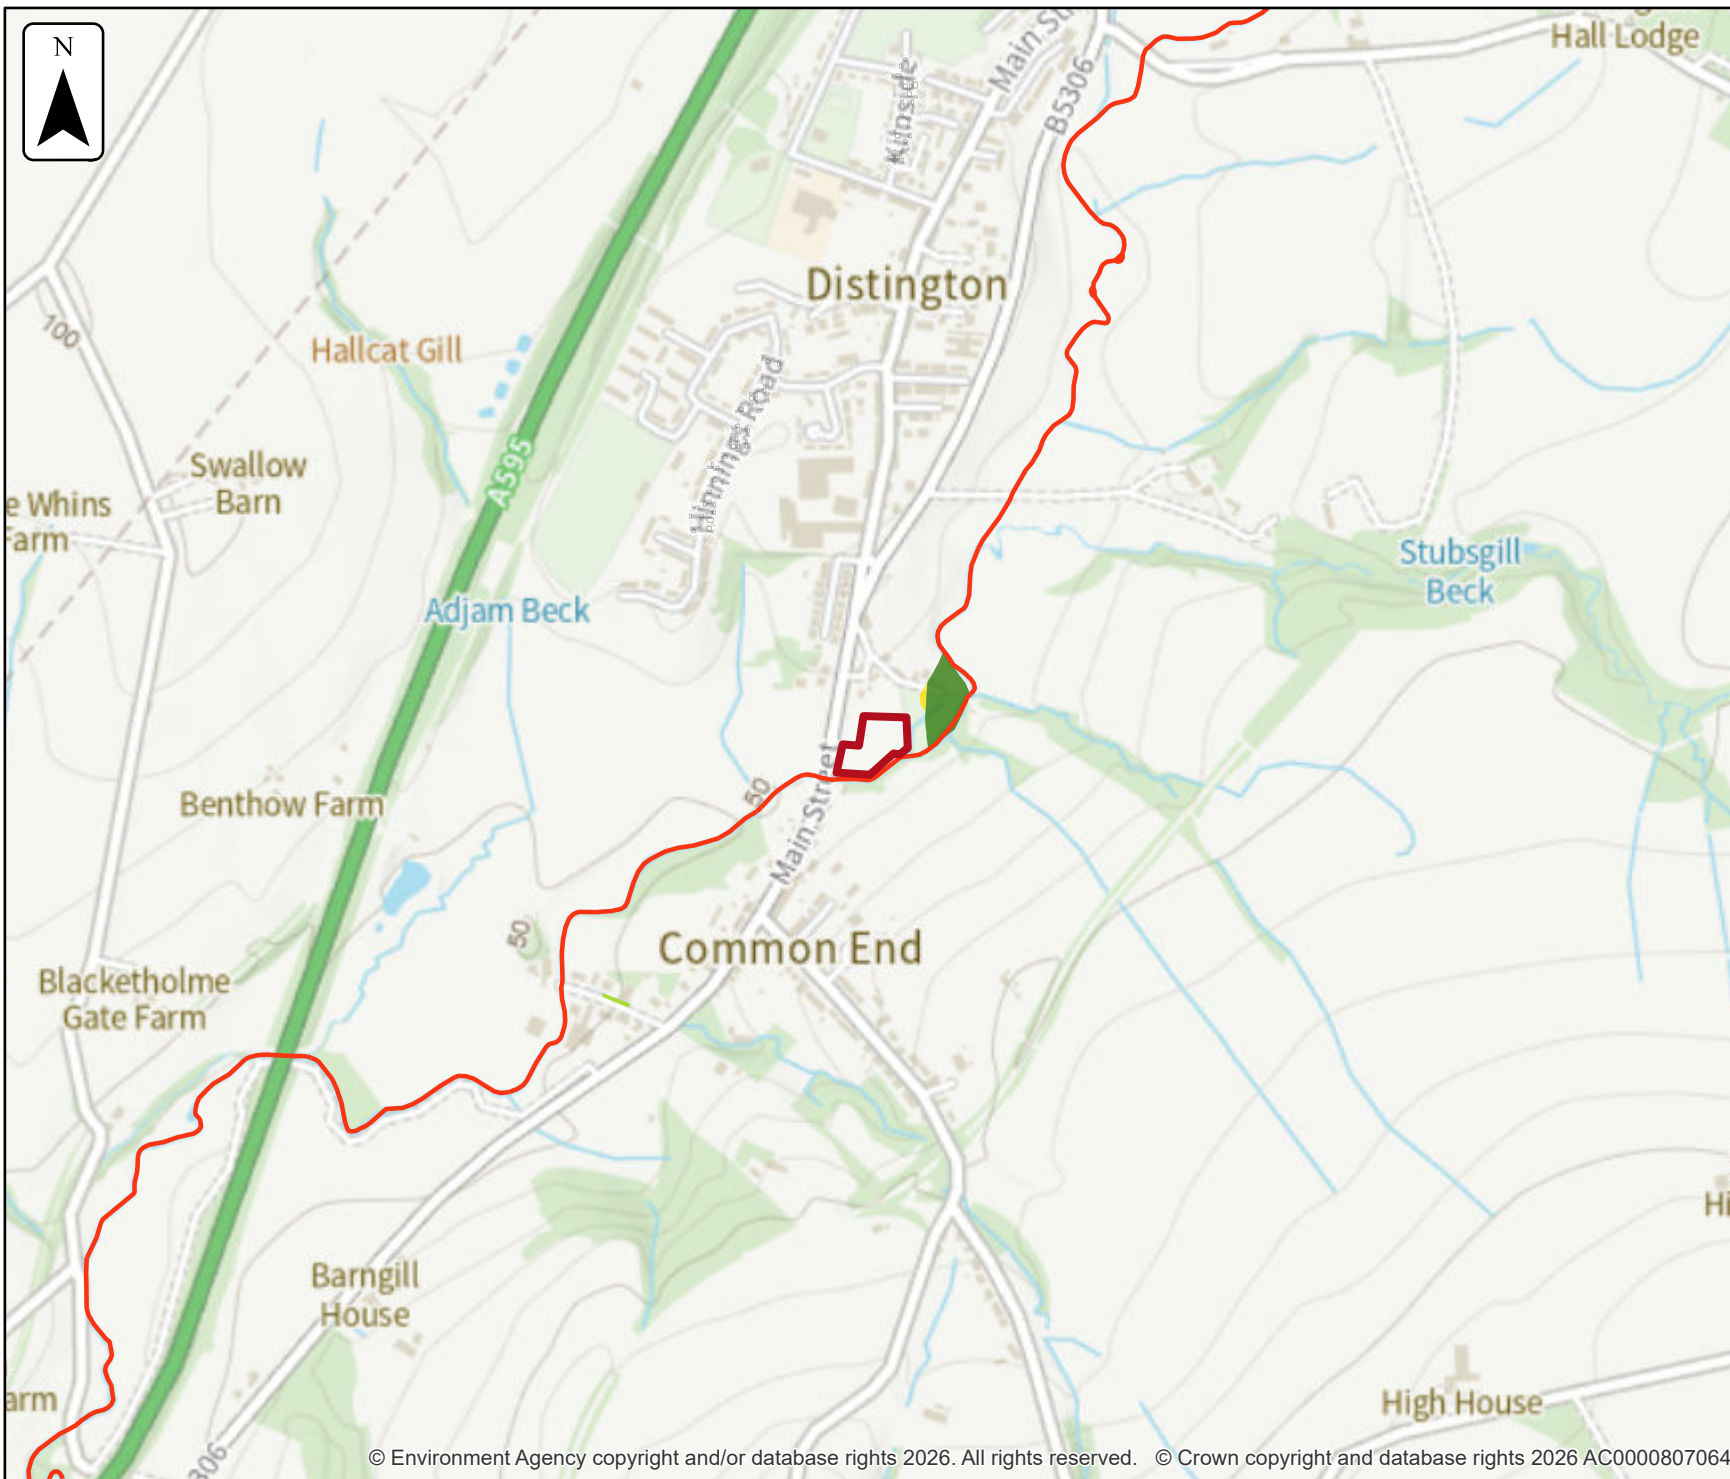 N
Main St
Hall Lodge
Kilnside
B5306
Distington
100
Hallcat Gill
Hinnings Road
A595
Swallow
Barn
e Whins
Farm
Stubsgill
Beck
Adjam Beck
50
Main Street
Benthow Farm
50
Common End
Blacketholme
Gate Farm
Hi
Barngill
House
arm
High House
306
© Environment Agency copyright and/or database rights 2026. All rights reserved. © Crown copyright and database rights 2026 AC0000807064